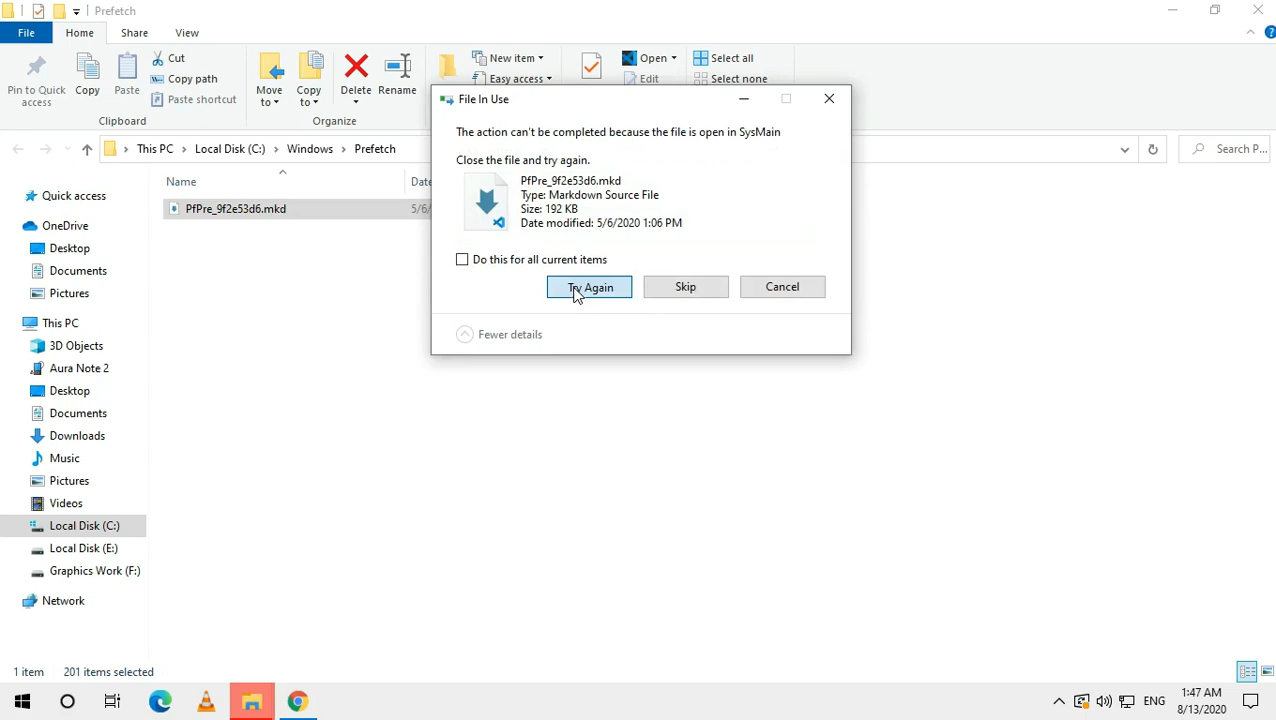 Prefetch
File
Home
Share
View
Pin to Quick access
Copy
Paste
Cut
Copy path
Paste shortcut
Clipboard
Move to
Copy to
Delete
Rename
Organize
New item
Easy access
Open
Edit
Select all
Select none
This PC > Local Disk (C:) > Windows > Prefetch
Search P...
Name
Date
PfPre_9f2e53d6.mkd
5/6/
Quick access
OneDrive
Desktop
Documents
Pictures
This PC
3D Objects
Aura Note 2
Desktop
Documents
Downloads
Music
Pictures
Videos
Local Disk (C:)
Local Disk (E:)
Graphics Work (F:)
Network
File In Use
The action can't be completed because the file is open in SysMain
Close the file and try again.
PfPre_9f2e53d6.mkd
Type: Markdown Source File
Size: 192 KB
Date modified: 5/6/2020 1:06 PM
Do this for all current items
Try Again
Skip
Cancel
Fewer details
1 item
201 items selected
ENG
1:47 AM
8/13/2020